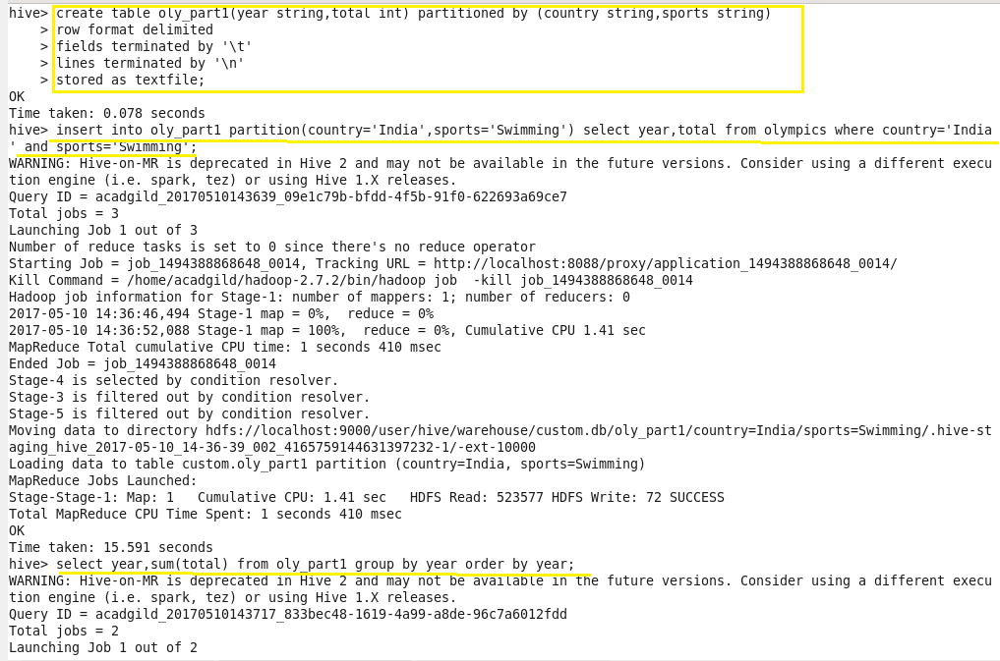 hive> create table oly_part1(year string,total int) partitioned by (country string,sports string)
    > row format delimited
    > fields terminated by '\t'
    > lines terminated by '\n'
    > stored as textfile;
OK
Time taken: 0.078 seconds
hive> insert into oly_part1 partition(country='India',sports='Swimming') select year,total from olympics where country='India
' and sports='Swimming';
WARNING: Hive-on-MR is deprecated in Hive 2 and may not be available in the future versions. Consider using a different execu
tion engine (i.e. spark, tez) or using Hive 1.X releases.
Query ID = acadgild_20170510143639_09e1c79b-bfdd-4f5b-91f0-622693a69ce7
Total jobs = 3
Launching Job 1 out of 3
Number of reduce tasks is set to 0 since there's no reduce operator
Starting Job = job_1494388868648_0014, Tracking URL = http://localhost:8088/proxy/application_1494388868648_0014/
Kill Command = /home/acadgild/hadoop-2.7.2/bin/hadoop job  -kill job_1494388868648_0014
Hadoop job information for Stage-1: number of mappers: 1; number of reducers: 0
2017-05-10 14:36:46,494 Stage-1 map = 0%,  reduce = 0%
2017-05-10 14:36:52,088 Stage-1 map = 100%,  reduce = 0%, Cumulative CPU 1.41 sec
MapReduce Total cumulative CPU time: 1 seconds 410 msec
Ended Job = job_1494388868648_0014
Stage-4 is selected by condition resolver.
Stage-3 is filtered out by condition resolver.
Stage-5 is filtered out by condition resolver.
Moving data to directory hdfs://localhost:9000/user/hive/warehouse/custom.db/oly_part1/country=India/sports=Swimming/.hive-st
aging_hive_2017-05-10_14-36-39_002_4165759144631397232-1/-ext-10000
Loading data to table custom.oly_part1 partition (country=India, sports=Swimming)
MapReduce Jobs Launched:
Stage-Stage-1: Map: 1   Cumulative CPU: 1.41 sec   HDFS Read: 523577 HDFS Write: 72 SUCCESS
Total MapReduce CPU Time Spent: 1 seconds 410 msec
OK
Time taken: 15.591 seconds
hive> select year,sum(total) from oly_part1 group by year order by year;
WARNING: Hive-on-MR is deprecated in Hive 2 and may not be available in the future versions. Consider using a different execu
tion engine (i.e. spark, tez) or using Hive 1.X releases.
Query ID = acadgild_20170510143717_833bec48-1619-4a99-a8de-96c7a6012fdd
Total jobs = 2
Launching Job 1 out of 2